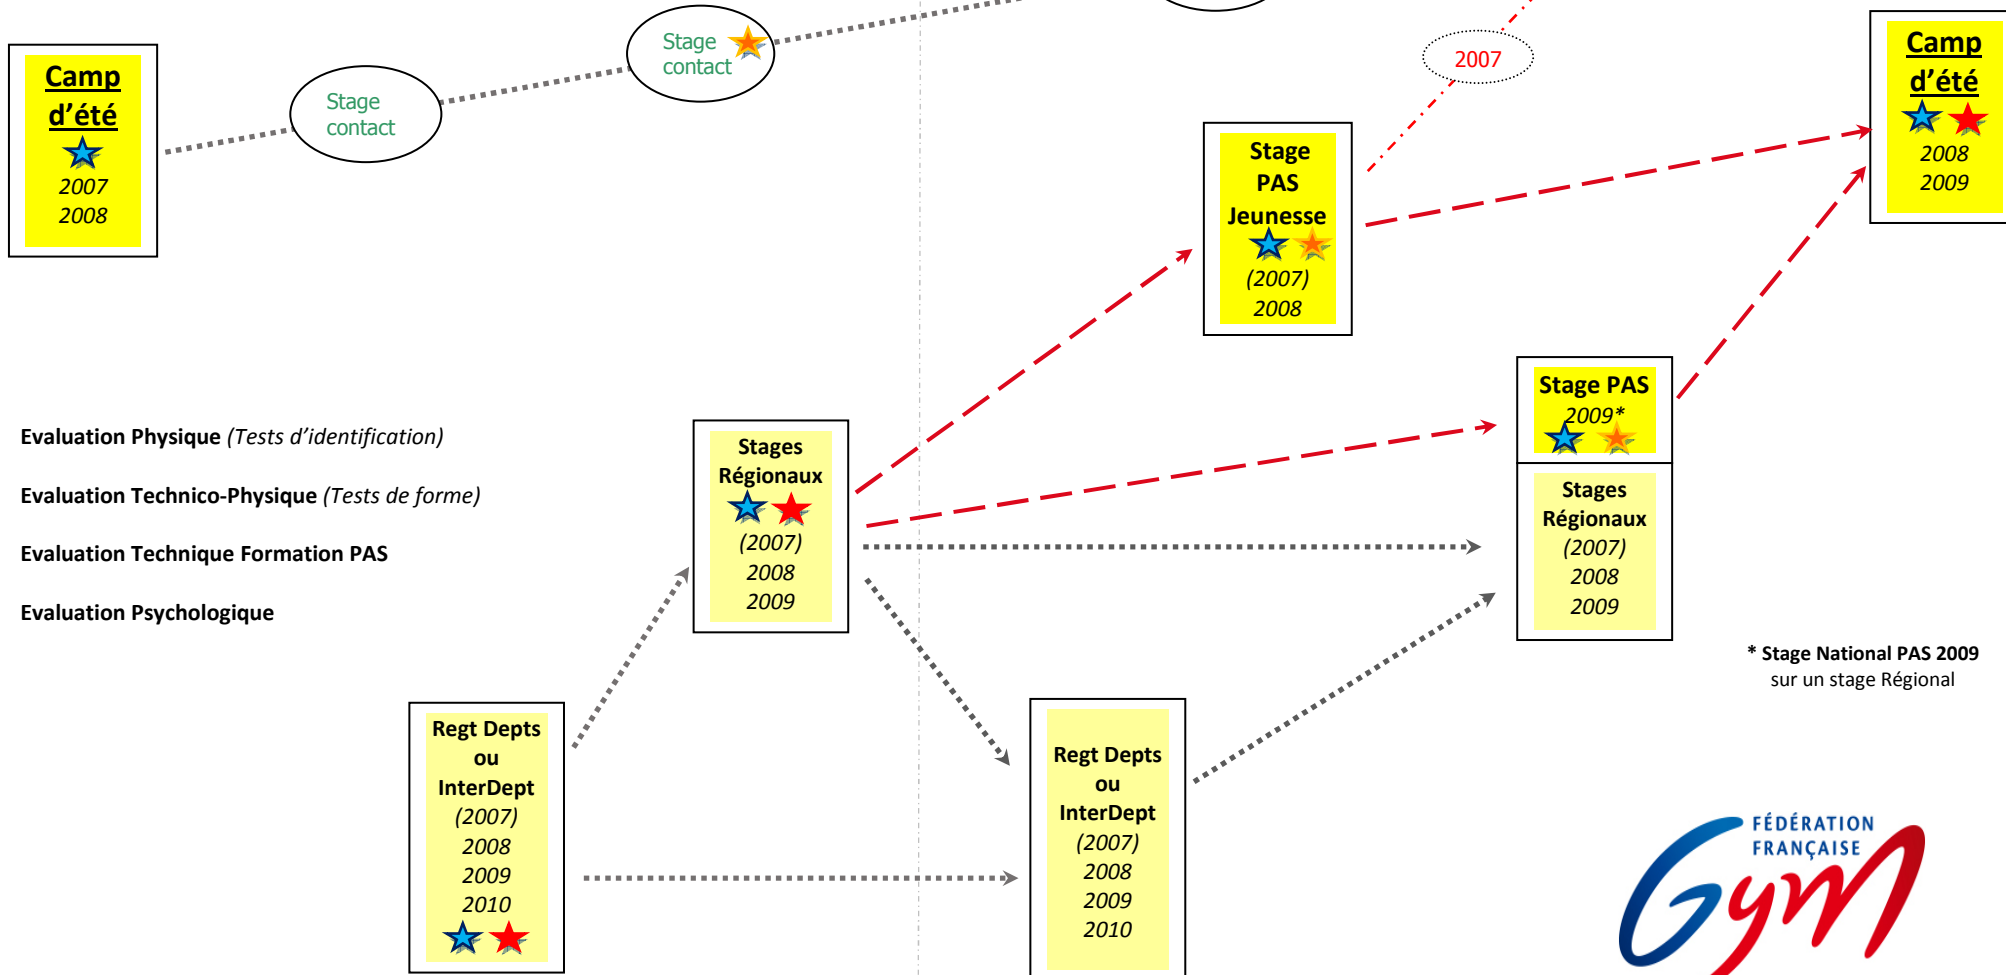 Camp
d’été
2007
2008
Stage
contact
Stage
contact
2007
Camp
d’été
2008
2009
Stage
PAS
Jeunesse
(2007)
2008
Stage PAS
2009*
Stages
Régionaux
(2007)
2008
2009
Evaluation Physique (Tests d’identification)
Evaluation Technico-Physique (Tests de forme)
Evaluation Technique Formation PAS
Evaluation Psychologique
Stages
Régionaux
(2007)
2008
2009
* Stage National PAS 2009
sur un stage Régional
Regt Depts
ou
InterDept
(2007)
2008
2009
2010
Regt Depts
ou
InterDept
(2007)
2008
2009
2010
FÉDÉRATION
FRANÇAISE
Gym